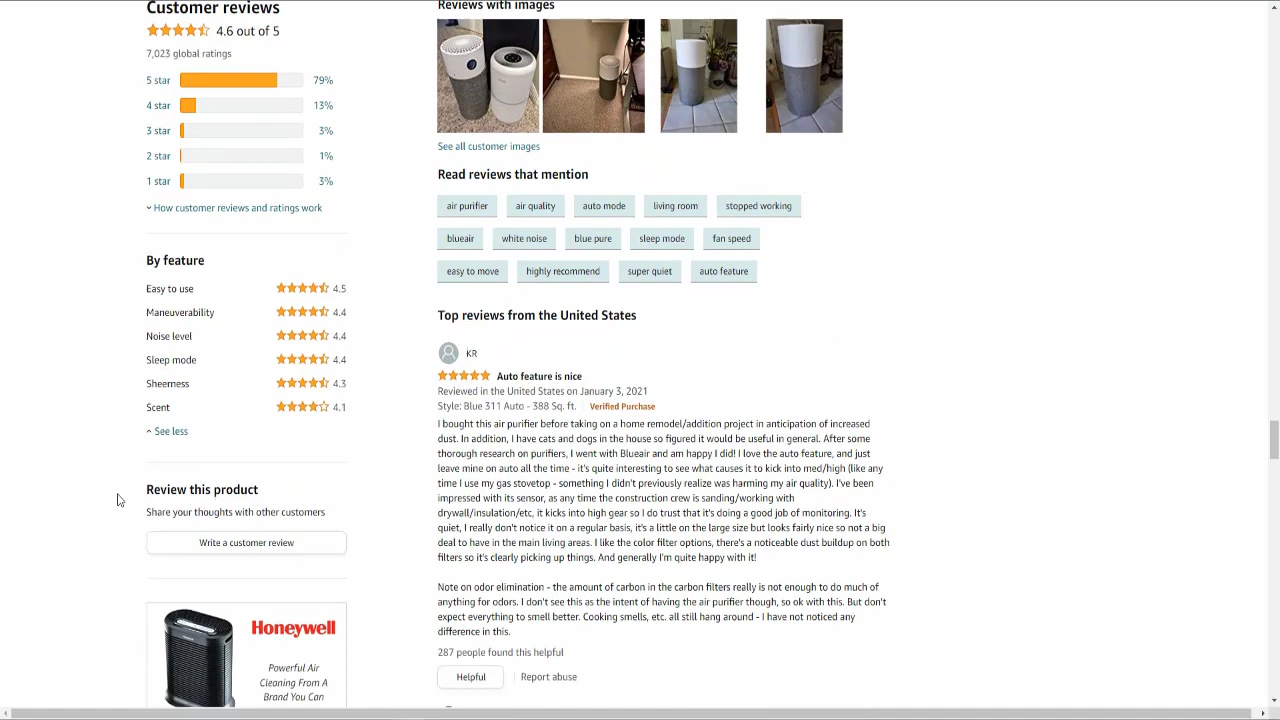 Customer reviews
4.6 out of 5
7,023 global ratings
5 star 79%
4 star 13%
3 star 3%
2 star 1%
1 star 3%
How customer reviews and ratings work
By feature
Easy to use 4.5
Maneuverability 4.4
Noise level 4.4
Sleep mode 4.4
Sheerness 4.3
Scent 4.1
See less
Review this product
Share your thoughts with other customers
Write a customer review
Honeywell
Powerful Air
Cleaning From A
Brand You Can
Reviews with images
See all customer images
Read reviews that mention
air purifier air quality auto mode living room stopped working
blueair white noise blue pure sleep mode fan speed
easy to move highly recommend super quiet auto feature
Top reviews from the United States
KR
Auto feature is nice
Reviewed in the United States on January 3, 2021
Style: Blue 311 Auto - 388 Sq. ft. Verified Purchase
I bought this air purifier before taking on a home remodel/addition project in anticipation of increased
dust. In addition, I have cats and dogs in the house so figured it would be useful in general. After some
thorough research on purifiers, I went with Blueair and am happy I did! I love the auto feature, and just
leave mine on auto all the time - it's quite interesting to see what causes it to kick into med/high (like any
time I use my gas stovetop - something I didn't previously realize was harming my air quality). I've been
impressed with its sensor, as any time the construction crew is sanding/working with
drywall/insulation/etc, it kicks into high gear so I do trust that it's doing a good job of monitoring. It's
quiet, I really don't notice it on a regular basis, it's a little on the large size but looks fairly nice so not a big
deal to have in the main living areas. I like the color filter options, there's a noticeable dust buildup on both
filters so it's clearly picking up things. And generally I'm quite happy with it!
Note on odor elimination - the amount of carbon in the carbon filters really is not enough to do much of
anything for odors. I don't see this as the intent of having the air purifier though, so ok with this. But don't
expect everything to smell better. Cooking smells, etc. all still hang around - I have not noticed any
difference in this.
287 people found this helpful
Helpful Report abuse